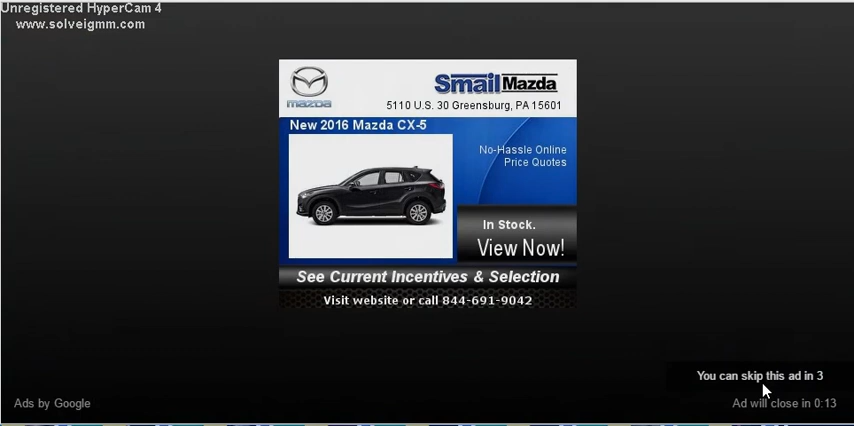 Unregistered HyperCam 4
www.solveigmm.com
mazda
Smail Mazda
5110 U.S. 30 Greensburg, PA 15601
New 2016 Mazda CX-5
No-Hassle Online
Price Quotes
In Stock.
View Now!
See Current Incentives & Selection
Visit website or call 844-691-9042
You can skip this ad in 3
Ads by Google
Ad will close in 0:13